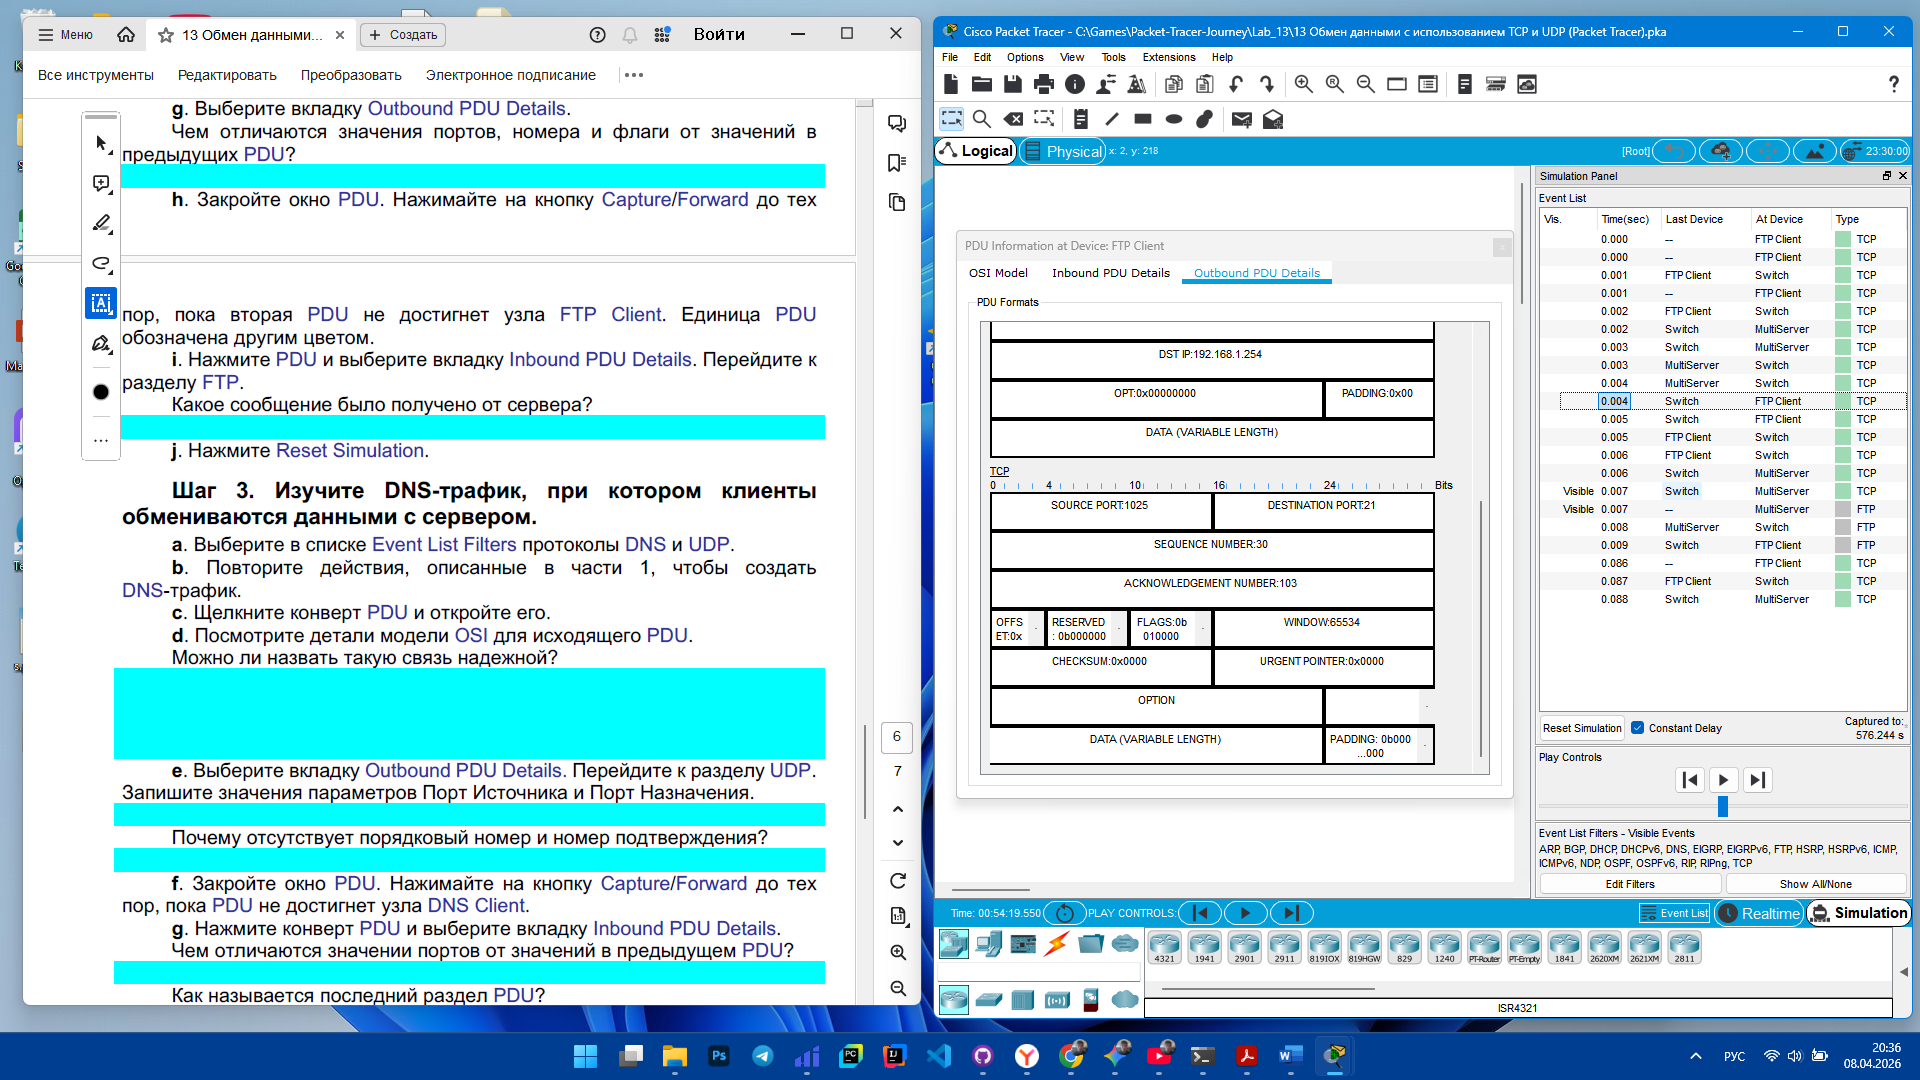 Меню
13 Обмен данными...
Создать
Войти
Все инструменты
Редактировать
Преобразовать
Электронное подписание
g. Выберите вкладку Outbound PDU Details.
Чем отличаются значения портов, номера и флаги от значений в
предыдущих PDU?
h. Закройте окно PDU. Нажимайте на кнопку Capture/Forward до тех
пор, пока вторая PDU не достигнет узла FTP Client. Единица PDU
обозначена другим цветом.
i. Нажмите PDU и выберите вкладку Inbound PDU Details. Перейдите к
разделу FTP.
Какое сообщение было получено от сервера?
j. Нажмите Reset Simulation.
Шаг 3. Изучите DNS-трафик, при котором клиенты
обмениваются данными с сервером.
a. Выберите в списке Event List Filters протоколы DNS и UDP.
b. Повторите действия, описанные в части 1, чтобы создать
DNS-трафик.
c. Щелкните конверт PDU и откройте его.
d. Посмотрите детали модели OSI для исходящего PDU.
Можно ли назвать такую связь надежной?
e. Выберите вкладку Outbound PDU Details. Перейдите к разделу UDP.
Запишите значения параметров Порт Источника и Порт Назначения.
Почему отсутствует порядковый номер и номер подтверждения?
f. Закройте окно PDU. Нажимайте на кнопку Capture/Forward до тех
пор, пока PDU не достигнет узла DNS Client.
g. Нажмите конверт PDU и выберите вкладку Inbound PDU Details.
Чем отличаются значении портов от значений в предыдущем PDU?
Как называется последний раздел PDU?
6
7
Cisco Packet Tracer - C:\Games\Packet-Tracer-Journey\Lab_13\13 Обмен данными с использованием TCP и UDP (Packet Tracer).pka
File Edit Options View Tools Extensions Help
Logical
Physical
x: 2, y: 218
[Root]
23:30:00
PDU Information at Device: FTP Client
OSI Model
Inbound PDU Details
Outbound PDU Details
PDU Formats
DST IP:192.168.1.254
OPT:0x00000000
PADDING:0x00
DATA (VARIABLE LENGTH)
TCP
0 4 10 16 24 Bits
SOURCE PORT:1025
DESTINATION PORT:21
SEQUENCE NUMBER:30
ACKNOWLEDGEMENT NUMBER:103
OFFS
ET:0x
RESERVED
: 0b000000
FLAGS:0b
010000
WINDOW:65534
CHECKSUM:0x0000
URGENT POINTER:0x0000
OPTION
DATA (VARIABLE LENGTH)
PADDING: 0b000
...000
Simulation Panel
Event List
Vis. Time(sec) Last Device At Device Type
0.000 -- FTP Client TCP
0.000 -- FTP Client TCP
0.001 FTP Client Switch TCP
0.001 -- FTP Client TCP
0.002 FTP Client Switch TCP
0.002 Switch MultiServer TCP
0.003 Switch MultiServer TCP
0.003 MultiServer Switch TCP
0.004 MultiServer Switch TCP
0.004 Switch FTP Client TCP
0.005 Switch FTP Client TCP
0.005 FTP Client Switch TCP
0.006 FTP Client Switch TCP
0.006 Switch MultiServer TCP
Visible 0.007 Switch MultiServer TCP
Visible 0.007 -- MultiServer FTP
0.008 MultiServer Switch FTP
0.009 Switch FTP Client FTP
0.086 -- FTP Client TCP
0.087 FTP Client Switch TCP
0.088 Switch MultiServer TCP
Reset Simulation
Constant Delay
Captured to:
576.244 s
Play Controls
Event List Filters - Visible Events
ARP, BGP, DHCP, DHCPv6, DNS, EIGRP, EIGRPv6, FTP, HSRP, HSRPv6, ICMP,
ICMPv6, NDP, OSPF, OSPFv6, RIP, RIPng, TCP
Edit Filters
Show All/None
Time: 00:54:19.550
PLAY CONTROLS:
Event List
Realtime
Simulation
4321 1941 2901 2911 819IOX 819HGW 829 1240 PT-Router PT-Empty 1841 2620XM 2621XM 2811
ISR4321
РУС
20:36
08.04.2026